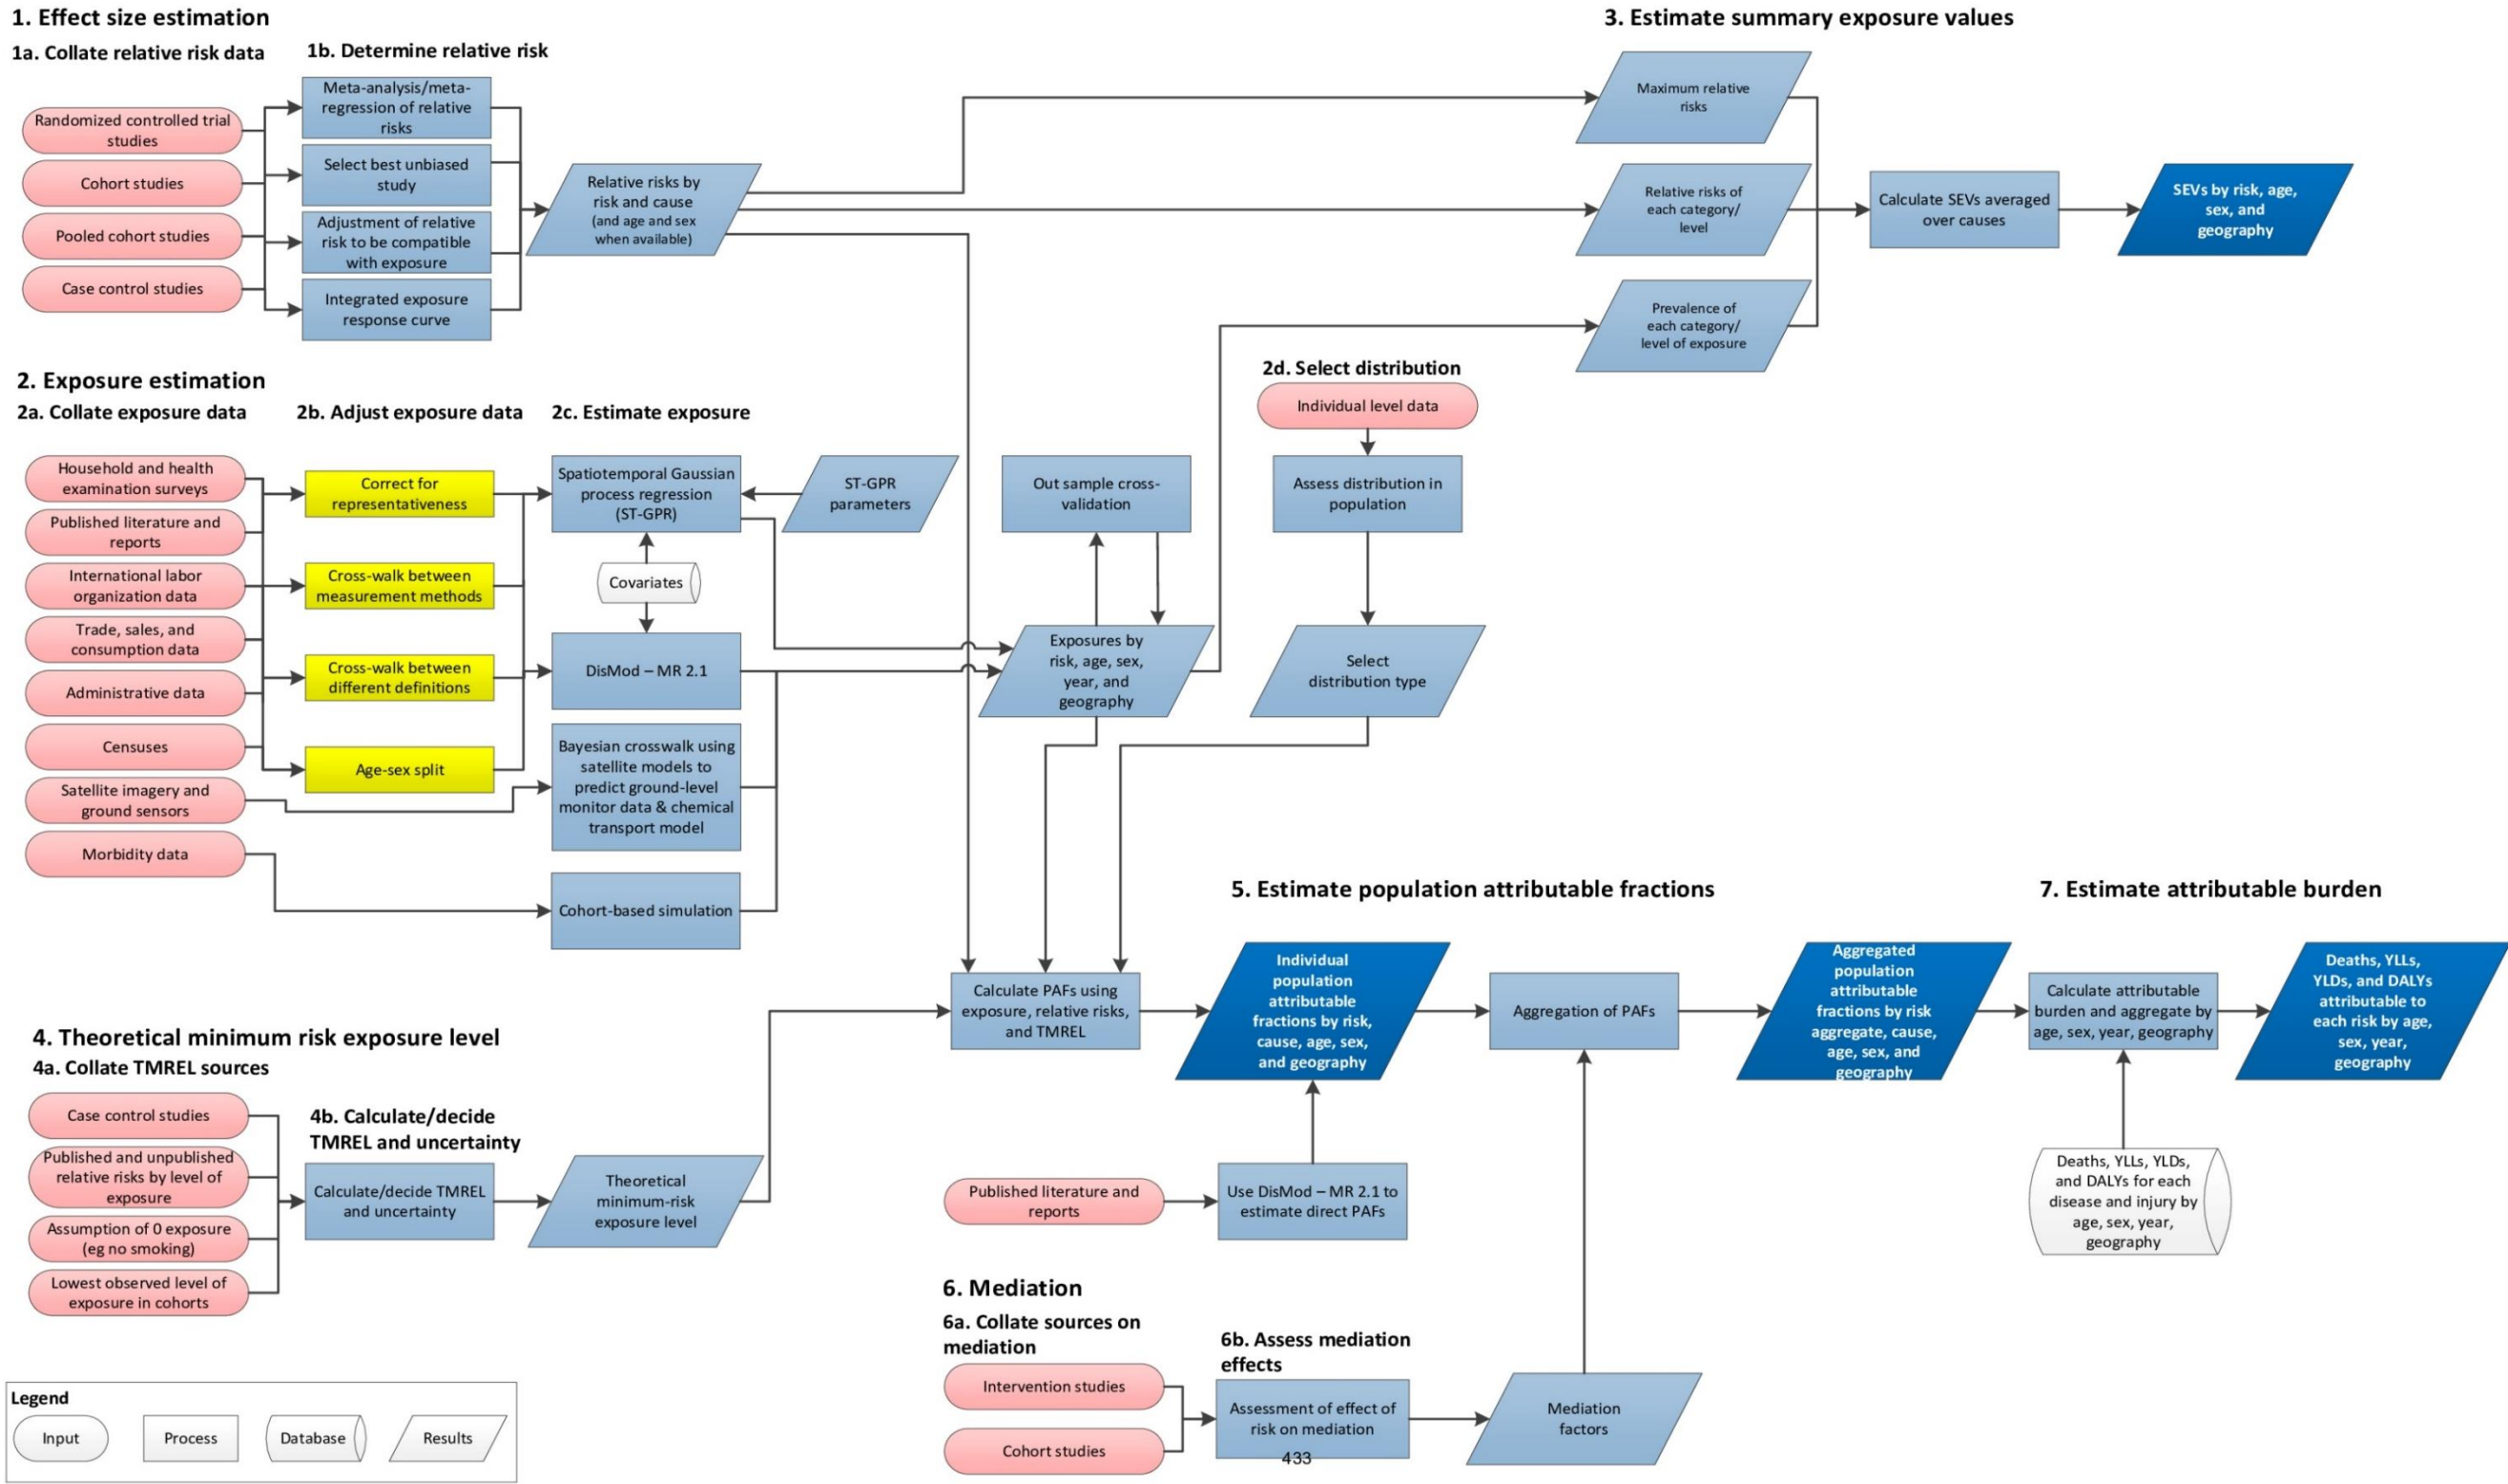 1. Effect size estimation
1a. Collate relative risk data
Randomized controlled trial
studies
Cohort studies
Pooled cohort studies
Case control studies
1b. Determine relative risk
Meta-analysis/meta-
regression of relative
risks
Select best unbiased
study
Adjustment of relative
risk to be compatible
with exposure
Integrated exposure
response curve
Relative risks by
risk and cause
(and age and sex
when available)
3. Estimate summary exposure values
Maximum relative
risks
Relative risks of
each category/
level
Prevalence of
each category/
level of exposure
Calculate SEVs averaged
over causes
SEVs by risk, age,
sex, and
geography
2. Exposure estimation
2a. Collate exposure data
Household and health
examination surveys
Published literature and
reports
International labor
organization data
Trade, sales, and
consumption data
Administrative data
Censuses
Satellite imagery and
ground sensors
Morbidity data
2b. Adjust exposure data
Correct for
representativeness
Cross-walk between
measurement methods
Cross-walk between
different definitions
Age-sex split
2c. Estimate exposure
Spatiotemporal Gaussian
process regression
(ST-GPR)
ST-GPR
parameters
Covariates
DisMod – MR 2.1
Bayesian crosswalk using
satellite models to
predict ground-level
monitor data & chemical
transport model
Cohort-based simulation
Out sample cross-
validation
Exposures by
risk, age, sex,
year, and
geography
2d. Select distribution
Individual level data
Assess distribution in
population
Select
distribution type
4. Theoretical minimum risk exposure level
4a. Collate TMREL sources
Case control studies
Published and unpublished
relative risks by level of
exposure
Assumption of 0 exposure
(eg no smoking)
Lowest observed level of
exposure in cohorts
4b. Calculate/decide
TMREL and uncertainty
Calculate/decide TMREL
and uncertainty
Theoretical
minimum-risk
exposure level
5. Estimate population attributable fractions
Calculate PAFs using
exposure, relative risks,
and TMREL
Individual
population
attributable
fractions by risk,
cause, age, sex,
and geography
Aggregation of PAFs
Aggregated
population
attributable
fractions by risk
aggregate, cause,
age, sex, and
geography
Published literature and
reports
Use DisMod – MR 2.1 to
estimate direct PAFs
7. Estimate attributable burden
Calculate attributable
burden and aggregate by
age, sex, year, geography
Deaths, YLLs,
YLDs, and DALYs
attributable to
each risk by age,
sex, year,
geography
Deaths, YLLs, YLDs,
and DALYs for each
disease and injury by
age, sex, year,
geography
6. Mediation
6a. Collate sources on
mediation
Intervention studies
Cohort studies
6b. Assess mediation
effects
Assessment of effect of
risk on mediation
Mediation
factors
Legend
Input
Process
Database
Results
433